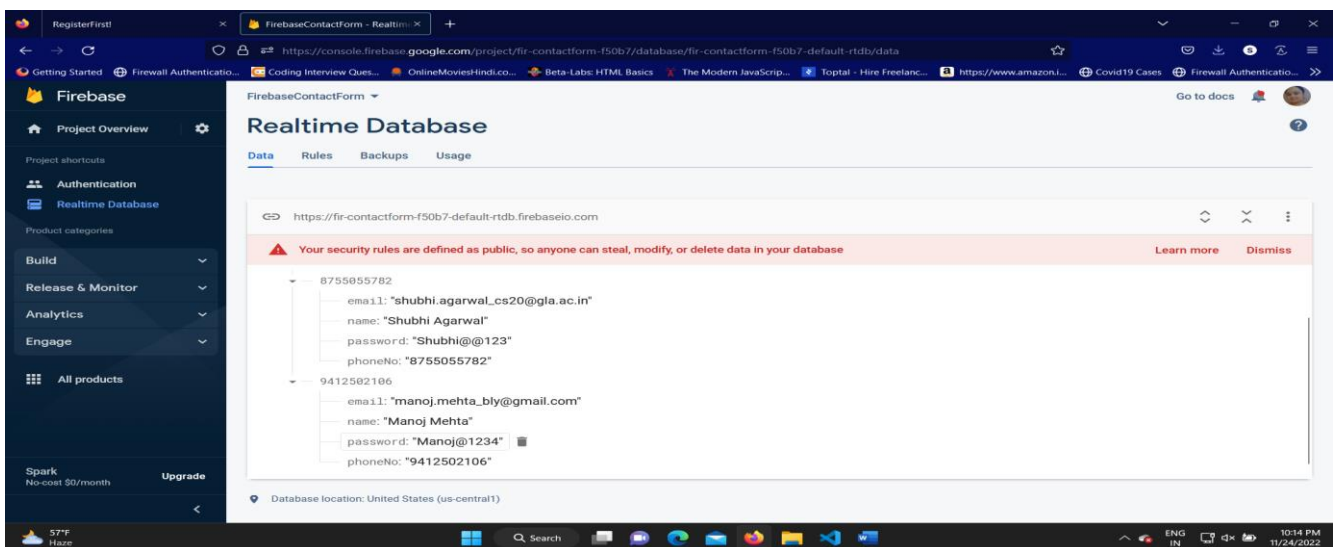 RegisterFirst!
FirebaseContactForm - Realtim
https://console.firebase.google.com/project/fir-contactform-f50b7/database/fir-contactform-f50b7-default-rtdb/data
Getting Started Firewall Authenticatio... Coding Interview Ques... OnlineMoviesHindi.co... Beta-Labs: HTML Basics The Modern JavaScrip... Toptal - Hire Freelanc... https://www.amazon.i... Covid19 Cases Firewall Authenticatio...
Firebase
FirebaseContactForm
Go to docs
Project Overview
Realtime Database
Data Rules Backups Usage
Project shortcuts
Authentication
Realtime Database
Product categories
Build
Release & Monitor
Analytics
Engage
All products
Spark
No-cost $0/month
Upgrade
https://fir-contactform-f50b7-default-rtdb.firebaseio.com
Your security rules are defined as public, so anyone can steal, modify, or delete data in your database
Learn more Dismiss
8755055782
email: "shubhi.agarwal_cs20@gla.ac.in"
name: "Shubhi Agarwal"
password: "Shubhi@@123"
phoneNo: "8755055782"
9412502106
email: "manoj.mehta_bly@gmail.com"
name: "Manoj Mehta"
password: "Manoj@1234"
phoneNo: "9412502106"
Database location: United States (us-central1)
57°F
Haze
Search
ENG
IN
10:14 PM
11/24/2022